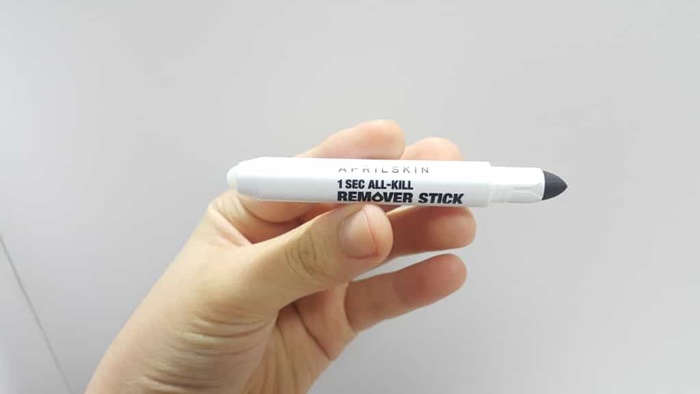 APRILSKIN
1 SEC ALL-KILL
REMOVER STICK